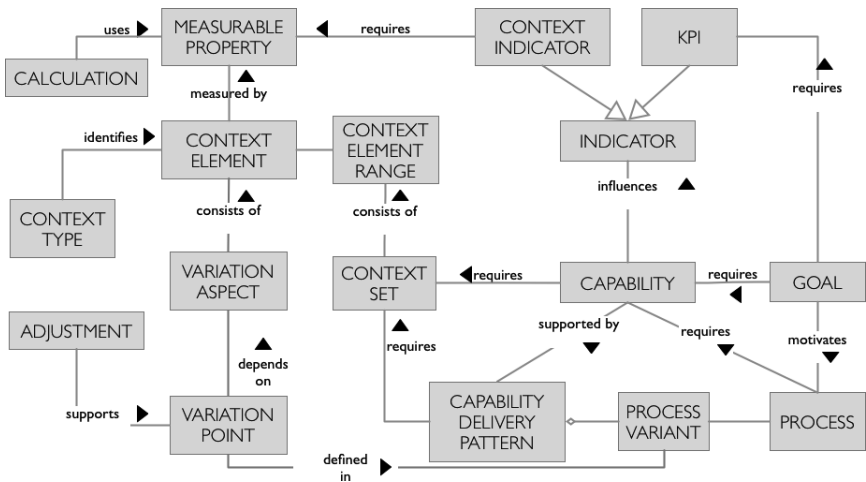 uses
MEASURABLE
PROPERTY
requires
CONTEXT
INDICATOR
KPI
CALCULATION
measured by
requires
identifies
CONTEXT
ELEMENT
CONTEXT
ELEMENT
RANGE
INDICATOR
influences
CONTEXT
TYPE
consists of
consists of
VARIATION
ASPECT
CONTEXT
SET
requires
CAPABILITY
requires
GOAL
ADJUSTMENT
supported by
requires
motivates
requires
depends
on
supports
VARIATION
POINT
CAPABILITY
DELIVERY
PATTERN
PROCESS
VARIANT
PROCESS
defined
in